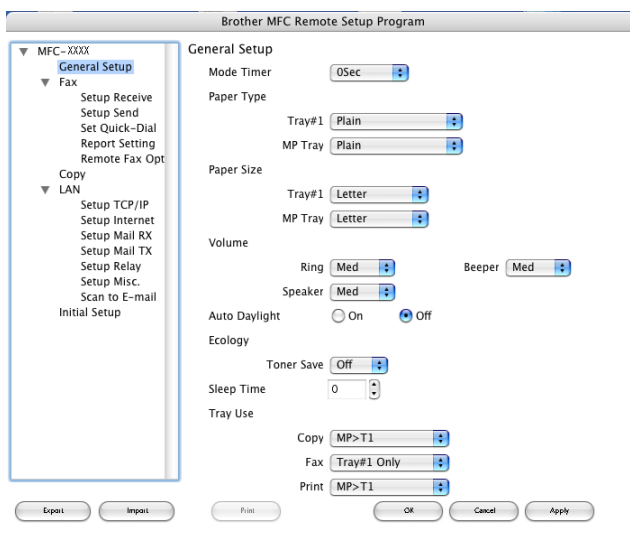 Brother MFC Remote Setup Program
MFC-XXXX
General Setup
Fax
Setup Receive
Setup Send
Set Quick-Dial
Report Setting
Remote Fax Opt
Copy
LAN
Setup TCP/IP
Setup Internet
Setup Mail RX
Setup Mail TX
Setup Relay
Setup Misc.
Scan to E-mail
Initial Setup
General Setup
Mode Timer 0Sec
Paper Type
Tray#1 Plain
MP Tray Plain
Paper Size
Tray#1 Letter
MP Tray Letter
Volume
Ring Med Beeper Med
Speaker Med
Auto Daylight On Off
Ecology
Toner Save Off
Sleep Time 0
Tray Use
Copy MP>T1
Fax Tray#1 Only
Print MP>T1
Export Import Print OK Cancel Apply